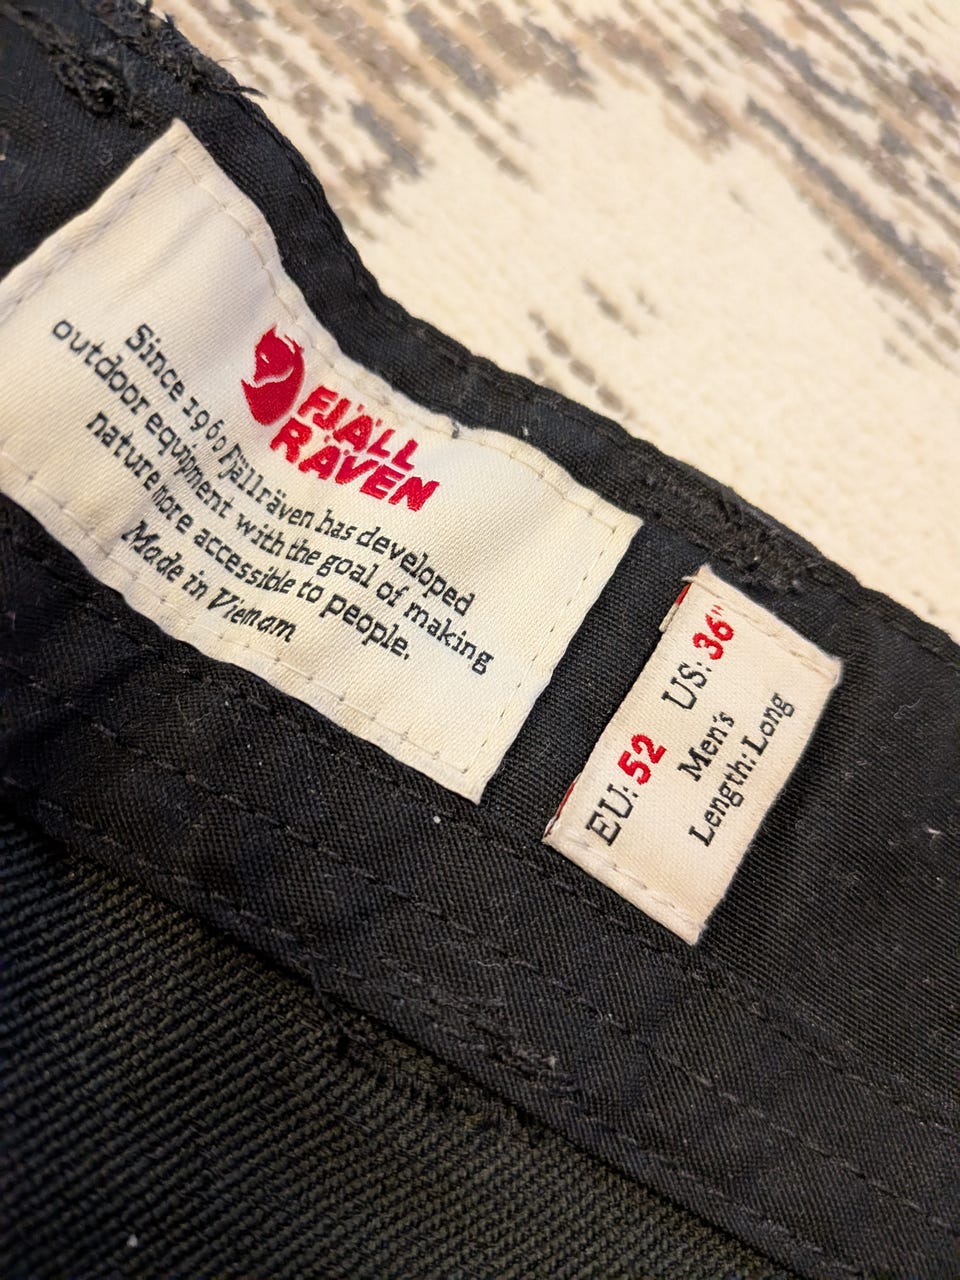 FJÄLL
RÄVEN
Since 1960 Fjällräven has developed
outdoor equipment with the goal of making
nature more accessible to people.
Made in Vietnam
EU: 52 US: 36"
Men's
Length: Long